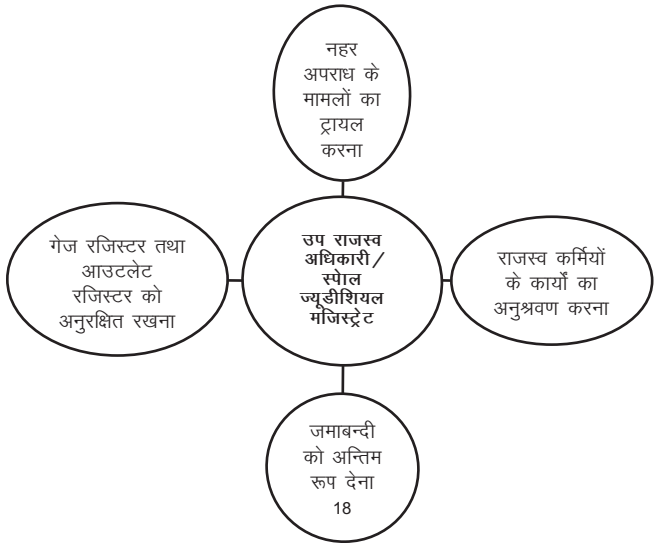 नहर
अपराध के
मामलों का
ट्रायल
करना
गेज रजिस्टर तथा
आउटलेट
रजिस्टर को
अनुरक्षित रखना
उप राजस्व
अधिकारी/
स्पेाल
ज्यूडीशियल
मजिस्ट्रेट
राजस्व कर्मियों
के कार्यों का
अनुश्रवण करना
जमाबन्दी
को अन्तिम
रूप देना
18